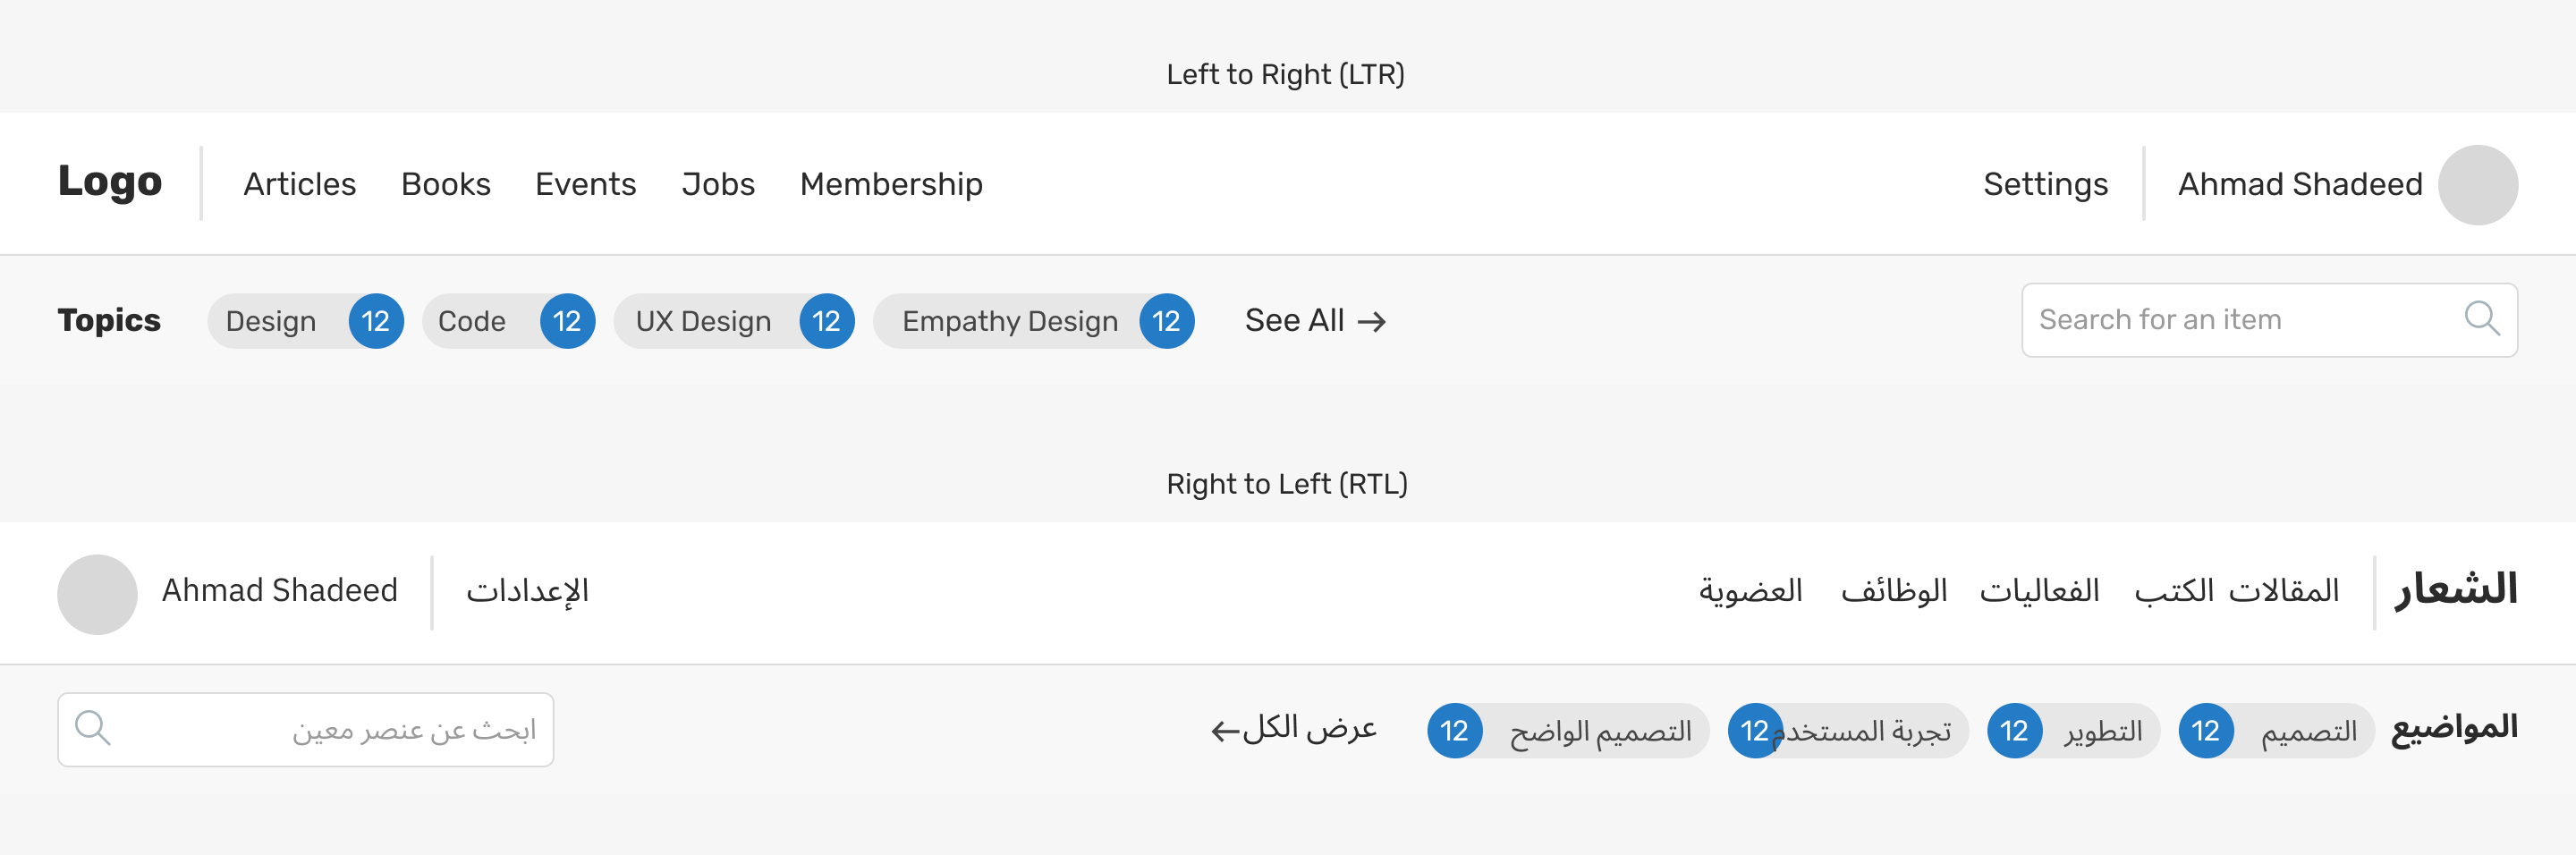 Left to Right (LTR)
Logo Articles Books Events Jobs Membership Settings Ahmad Shadeed
Topics Design 12 Code 12 UX Design 12 Empathy Design 12 See All → Search for an item
Right to Left (RTL)
الشعار المقالات الكتب الفعاليات الوظائف العضوية الإعدادات Ahmad Shadeed
المواضيع التصميم 12 التطوير 12 تجربة المستخدم 12 التصميم الواضح 12 عرض الكل ← ابحث عن عنصر معين